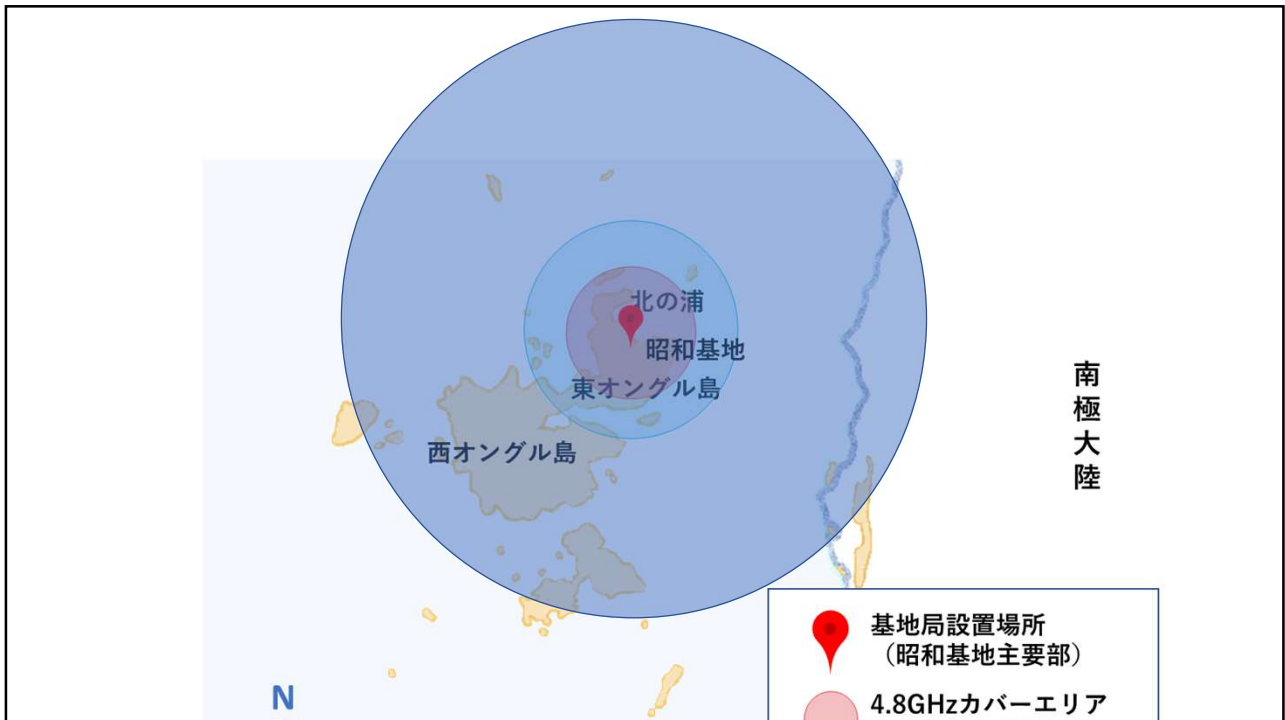 北の浦
昭和基地
東オングル島
西オングル島
南極大陸
基地局設置場所
（昭和基地主要部）
4.8GHzカバーエリア
N